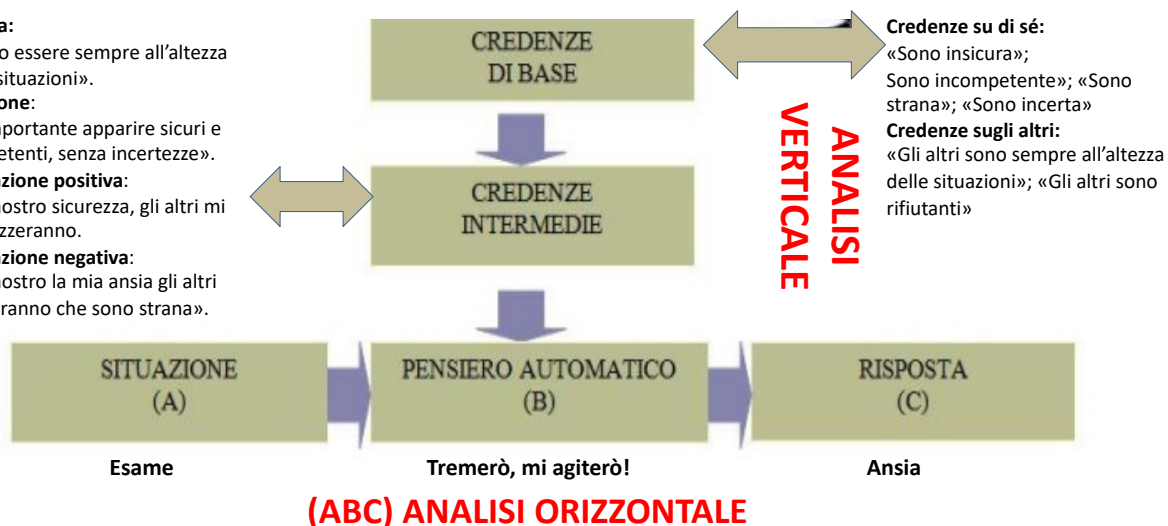 a:
o essere sempre all'altezza
situazioni».
one:
portante apparire sicuri e
etenti, senza incertezze».
azione positiva:
nostro sicurezza, gli altri mi
zzeranno.
azione negativa:
nostro la mia ansia gli altri
ranno che sono strana».
CREDENZE
DI BASE
CREDENZE
INTERMEDIE
Credenze su di sé:
«Sono insicura»;
Sono incompetente»; «Sono
strana»; «Sono incerta»
Credenze sugli altri:
«Gli altri sono sempre all'altezza
delle situazioni»; «Gli altri sono
rifiutanti»
ANALISI
VERTICALE
SITUAZIONE
(A)
PENSIERO AUTOMATICO
(B)
RISPOSTA
(C)
Esame
Tremerò, mi agiterò!
Ansia
(ABC) ANALISI ORIZZONTALE